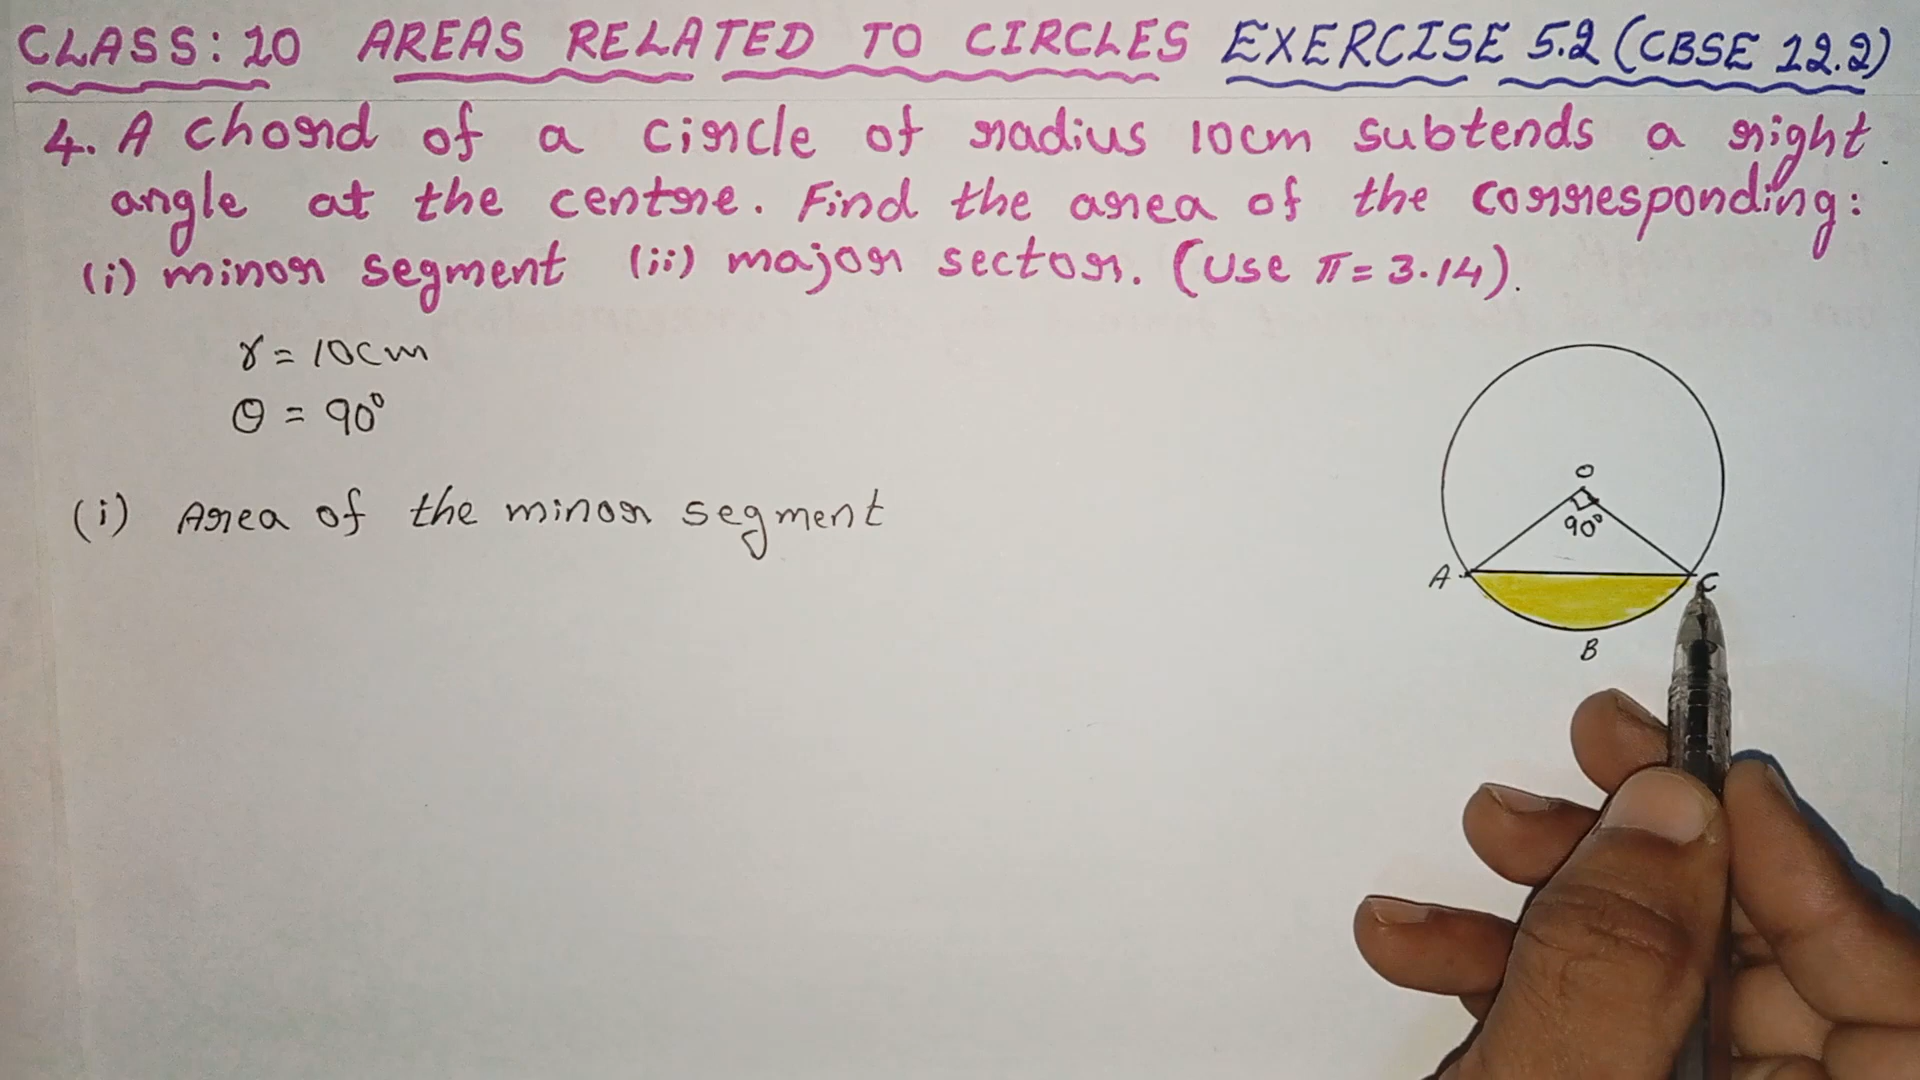 CLASS: 10 AREAS RELATED TO CIRCLES EXERCISE 5.2 (CBSE 12.2)
4. A chord of a circle of radius 10cm subtends a right
angle at the centre. Find the area of the corresponding:
(i) minor segment (ii) major sector. (Use π = 3.14).
r = 10cm
θ = 90°
(i) Area of the minor segment
O
90°
A
C
B